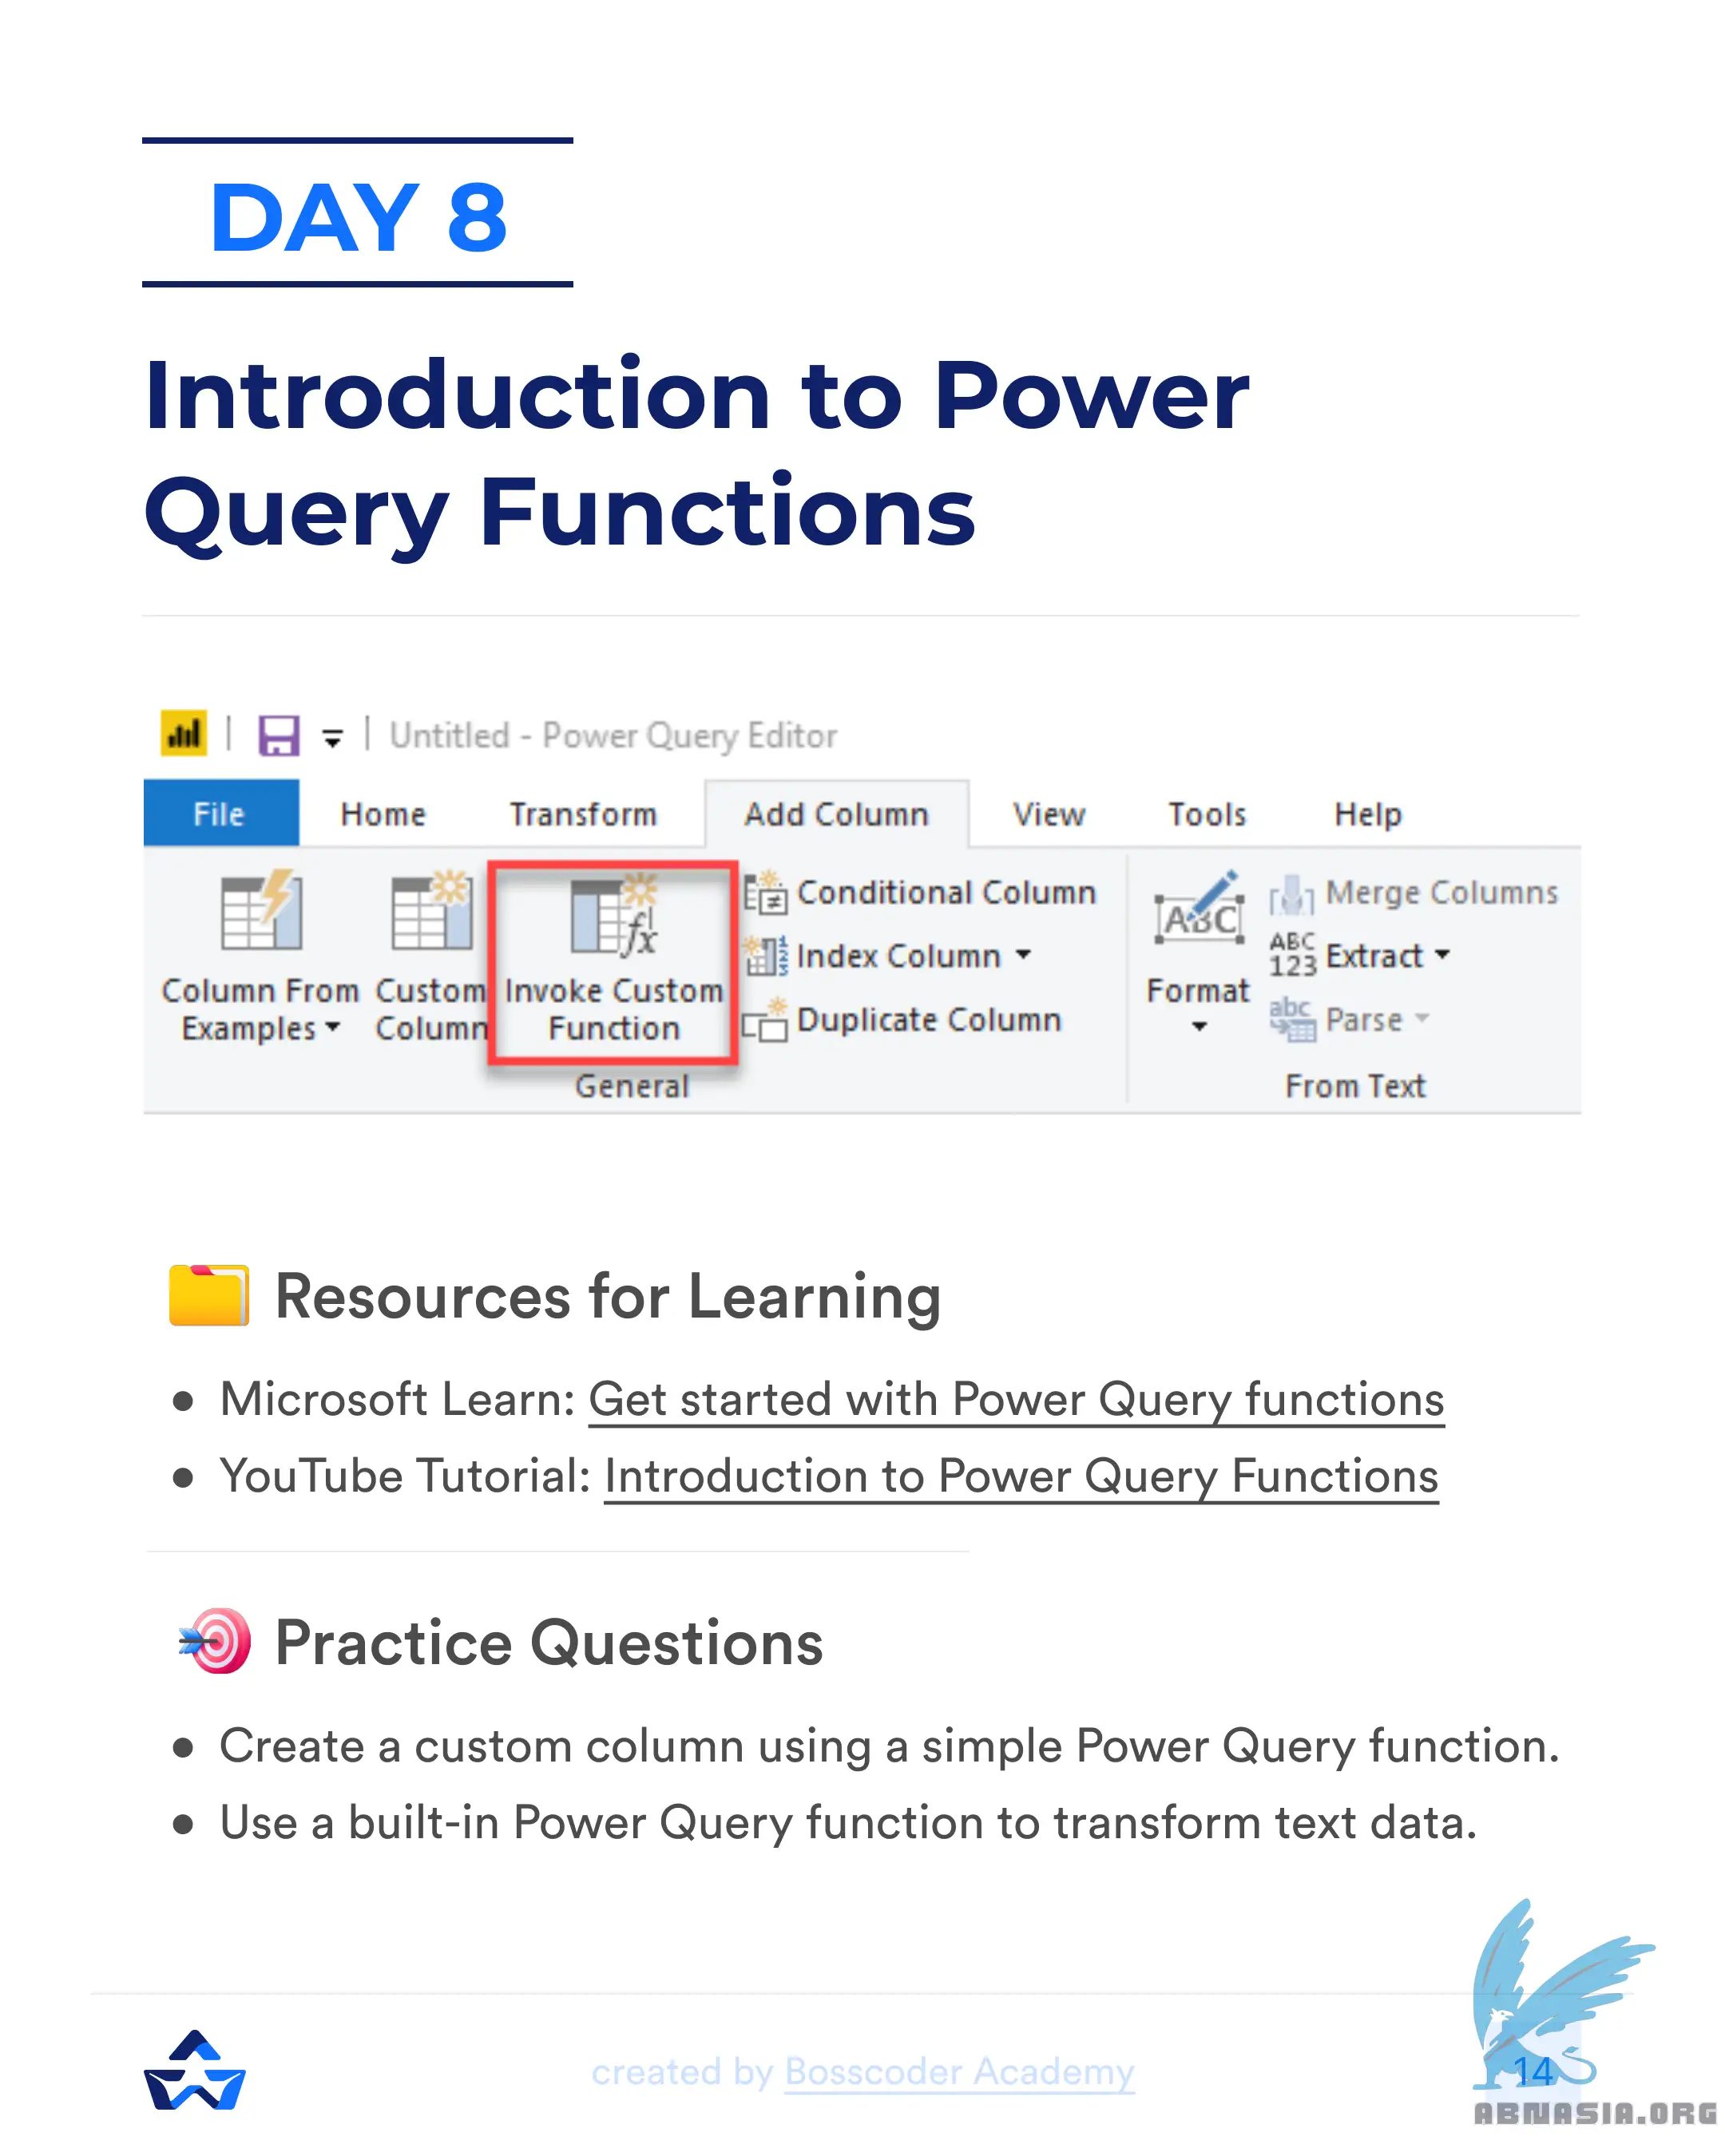 DAY 8
Introduction to Power
Query Functions
Untitled - Power Query Editor
File Home Transform Add Column View Tools Help
Column From
Examples
Custom
Column
Invoke Custom
Function
Conditional Column
Index Column
Duplicate Column
General
ABC
Format
Merge Columns
ABC
123 Extract
abc Parse
From Text
Resources for Learning
● Microsoft Learn: Get started with Power Query functions
● YouTube Tutorial: Introduction to Power Query Functions
Practice Questions
● Create a custom column using a simple Power Query function.
● Use a built-in Power Query function to transform text data.
created by Bosscoder Academy
14
ABNASIA.ORG